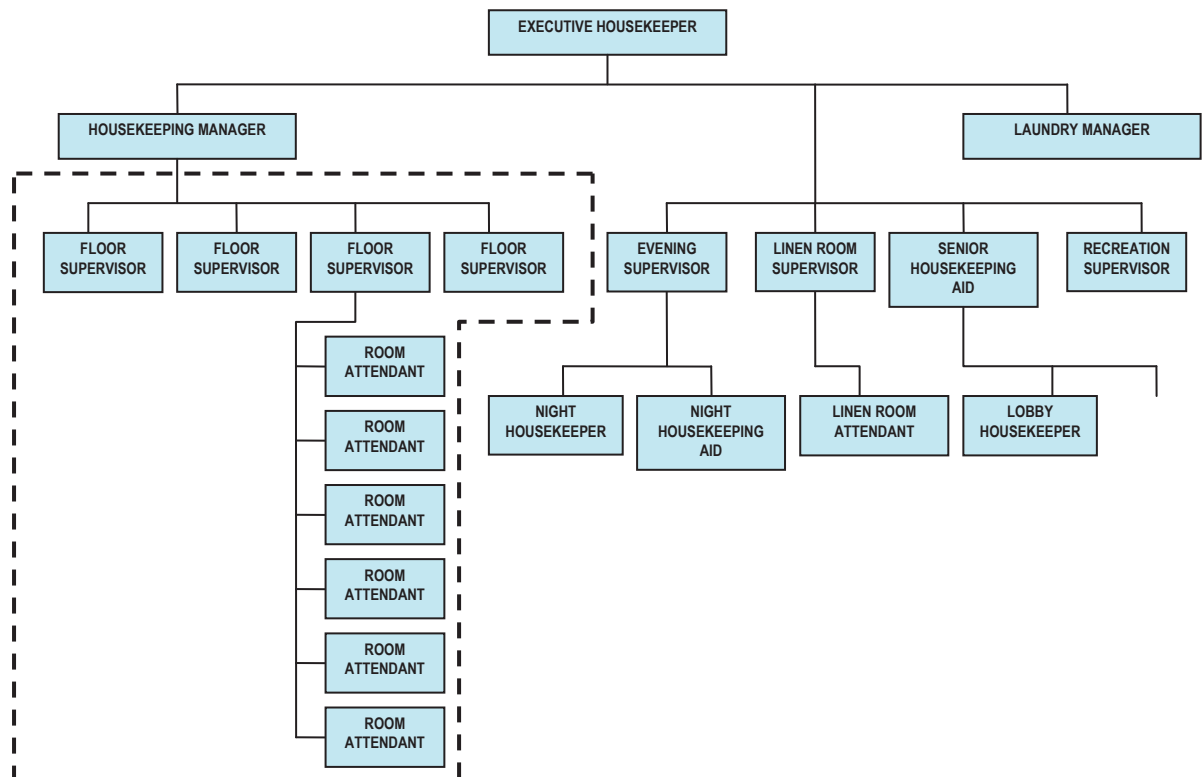 EXECUTIVE HOUSEKEEPER
HOUSEKEEPING MANAGER
LAUNDRY MANAGER
FLOOR
SUPERVISOR
FLOOR
SUPERVISOR
FLOOR
SUPERVISOR
FLOOR
SUPERVISOR
EVENING
SUPERVISOR
LINEN ROOM
SUPERVISOR
SENIOR
HOUSEKEEPING
AID
RECREATION
SUPERVISOR
ROOM
ATTENDANT
ROOM
ATTENDANT
ROOM
ATTENDANT
ROOM
ATTENDANT
ROOM
ATTENDANT
ROOM
ATTENDANT
NIGHT
HOUSEKEEPER
NIGHT
HOUSEKEEPING
AID
LINEN ROOM
ATTENDANT
LOBBY
HOUSEKEEPER